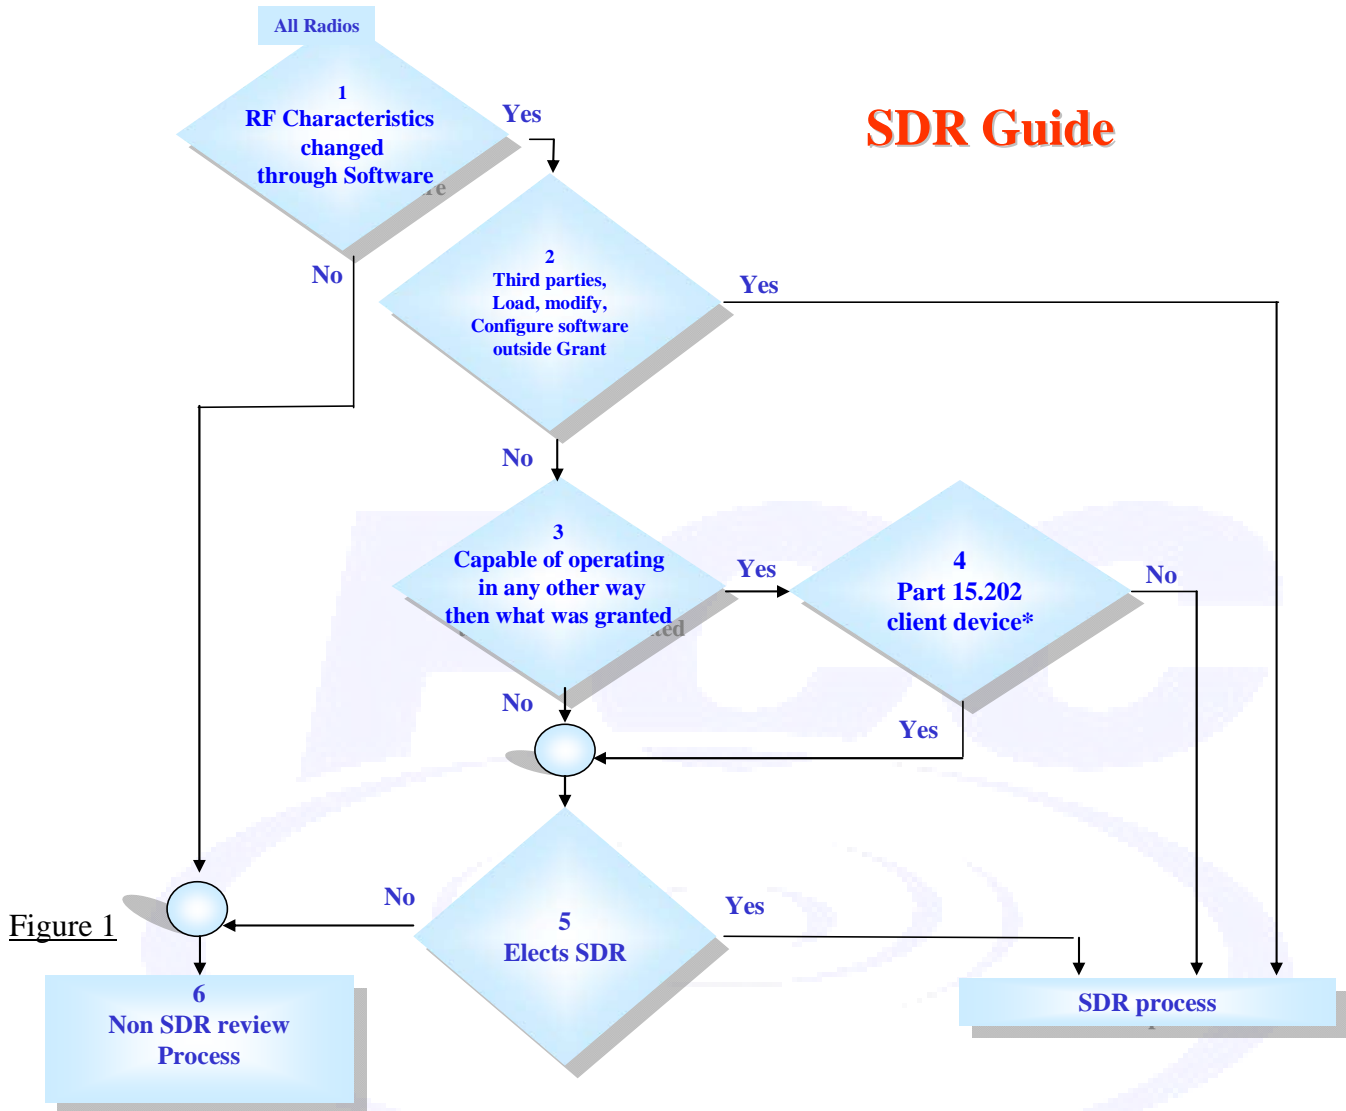 All Radios
1
RF Characteristics
changed
through Software
Yes
SDR Guide
No
2
Third parties,
Load, modify,
Configure software
outside Grant
Yes
No
3
Capable of operating
in any other way
then what was granted
Yes
4
Part 15.202
client device*
No
No
Yes
5
Elects SDR
No
Yes
Figure 1
6
Non SDR review
Process
SDR process
FCC